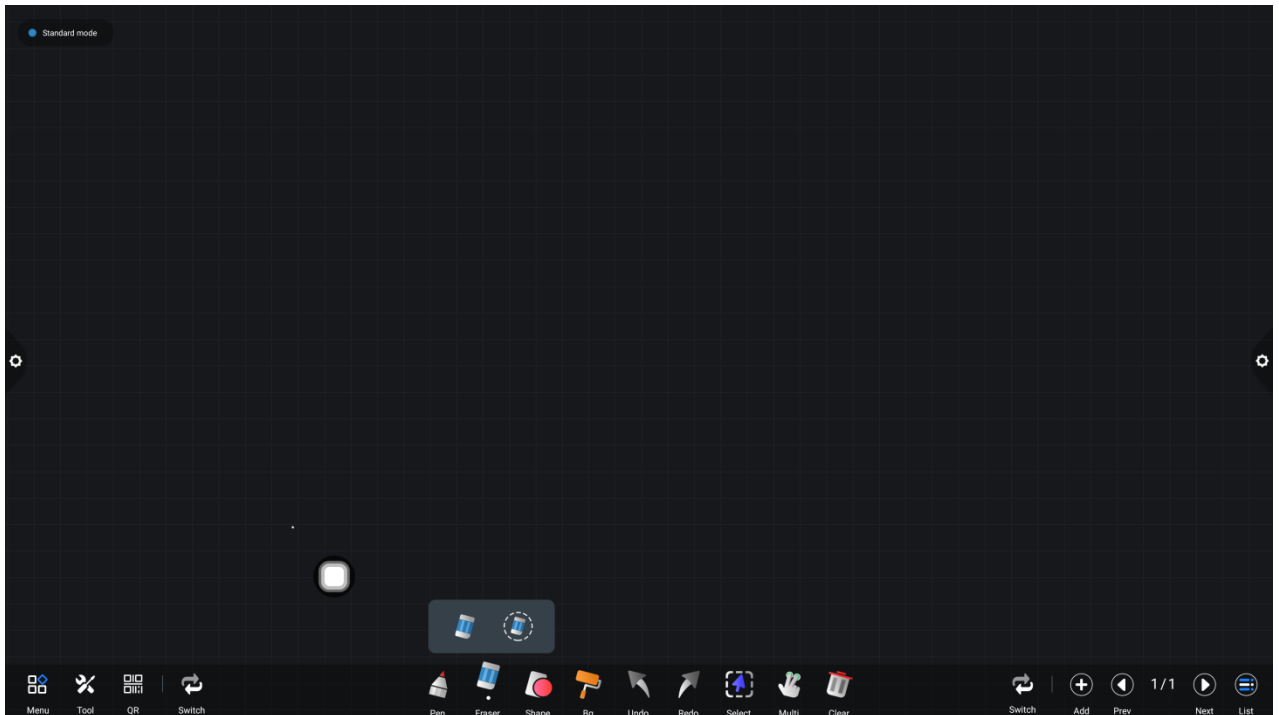 Standard mode
1/1
Menu
Tool
QR
Switch
Pen
Eraser
Shape
Bg
Undo
Redo
Select
Multi
Clear
Switch
Add
Prev
Next
List